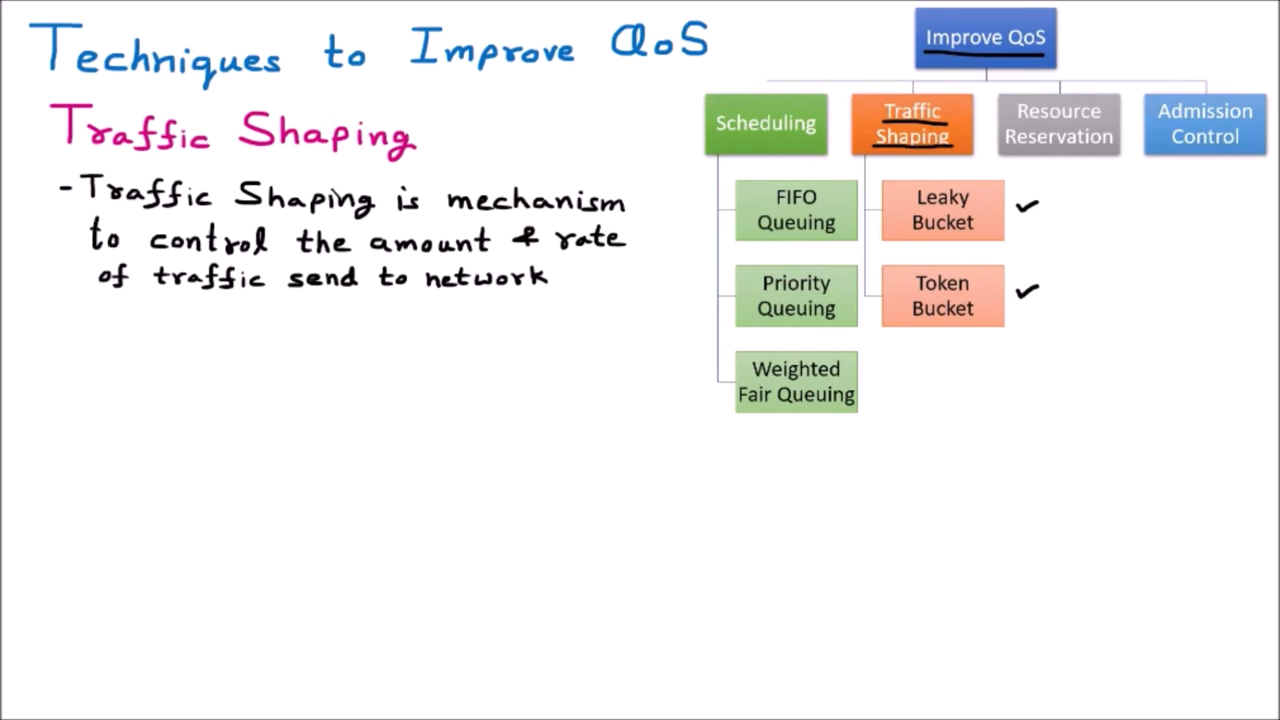 Techniques to Improve QoS
Traffic Shaping
- Traffic Shaping is mechanism
to control the amount & rate
of traffic send to network
Improve QoS
Scheduling
FIFO
Queuing
Priority
Queuing
Weighted
Fair Queuing
Traffic
Shaping
Leaky
Bucket
Token
Bucket
Resource
Reservation
Admission
Control